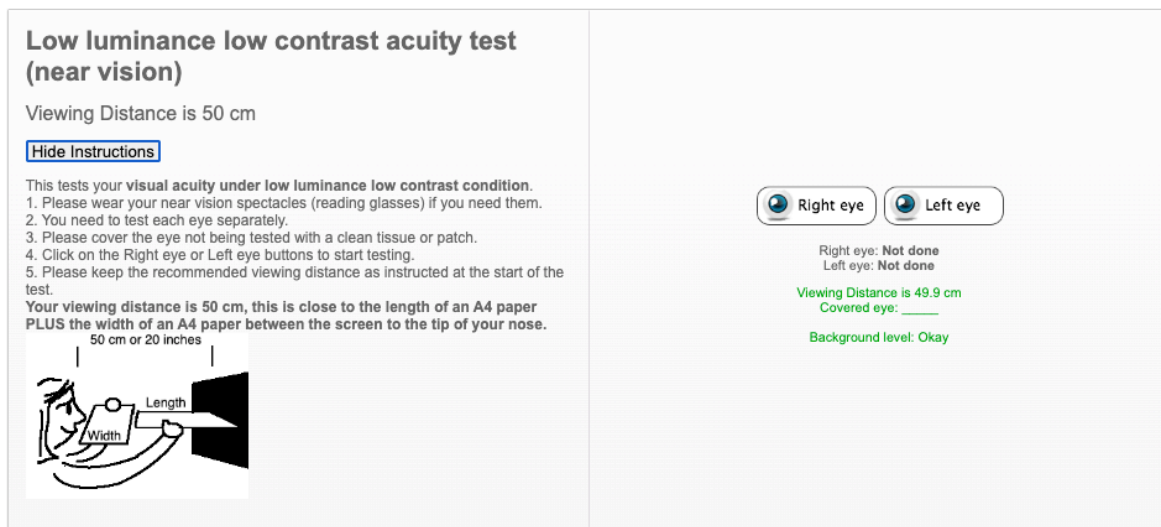 Low luminance low contrast acuity test
(near vision)
Viewing Distance is 50 cm
Hide Instructions
This tests your visual acuity under low luminance low contrast condition.
1. Please wear your near vision spectacles (reading glasses) if you need them.
2. You need to test each eye separately.
3. Please cover the eye not being tested with a clean tissue or patch.
4. Click on the Right eye or Left eye buttons to start testing.
5. Please keep the recommended viewing distance as instructed at the start of the
test.
Your viewing distance is 50 cm, this is close to the length of an A4 paper
PLUS the width of an A4 paper between the screen to the tip of your nose.
50 cm or 20 inches
Length
Width
Right eye
Left eye
Right eye: Not done
Left eye: Not done
Viewing Distance is 49.9 cm
Covered eye: _____
Background level: Okay